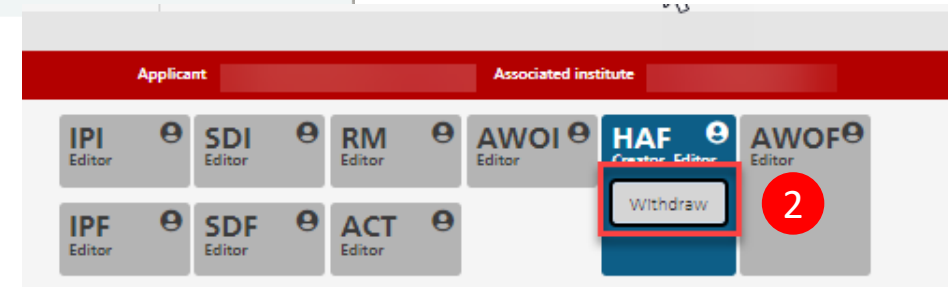 Applicant Associated institute
IPI SDI RM AWOI HAF AWOF
Editor Editor Editor Editor Creator, Editor Editor
Withdraw 2
IPF SDF ACT
Editor Editor Editor